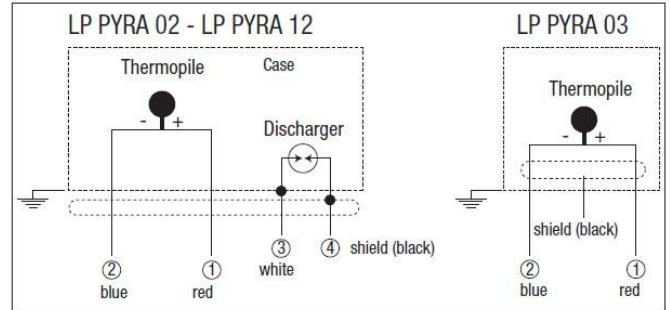 LP PYRA 02 - LP PYRA 12
Thermopile
Case
- +
Discharger
③
④ shield (black)
white
②
①
blue
red
LP PYRA 03
Thermopile
- +
shield (black)
②
①
blue
red